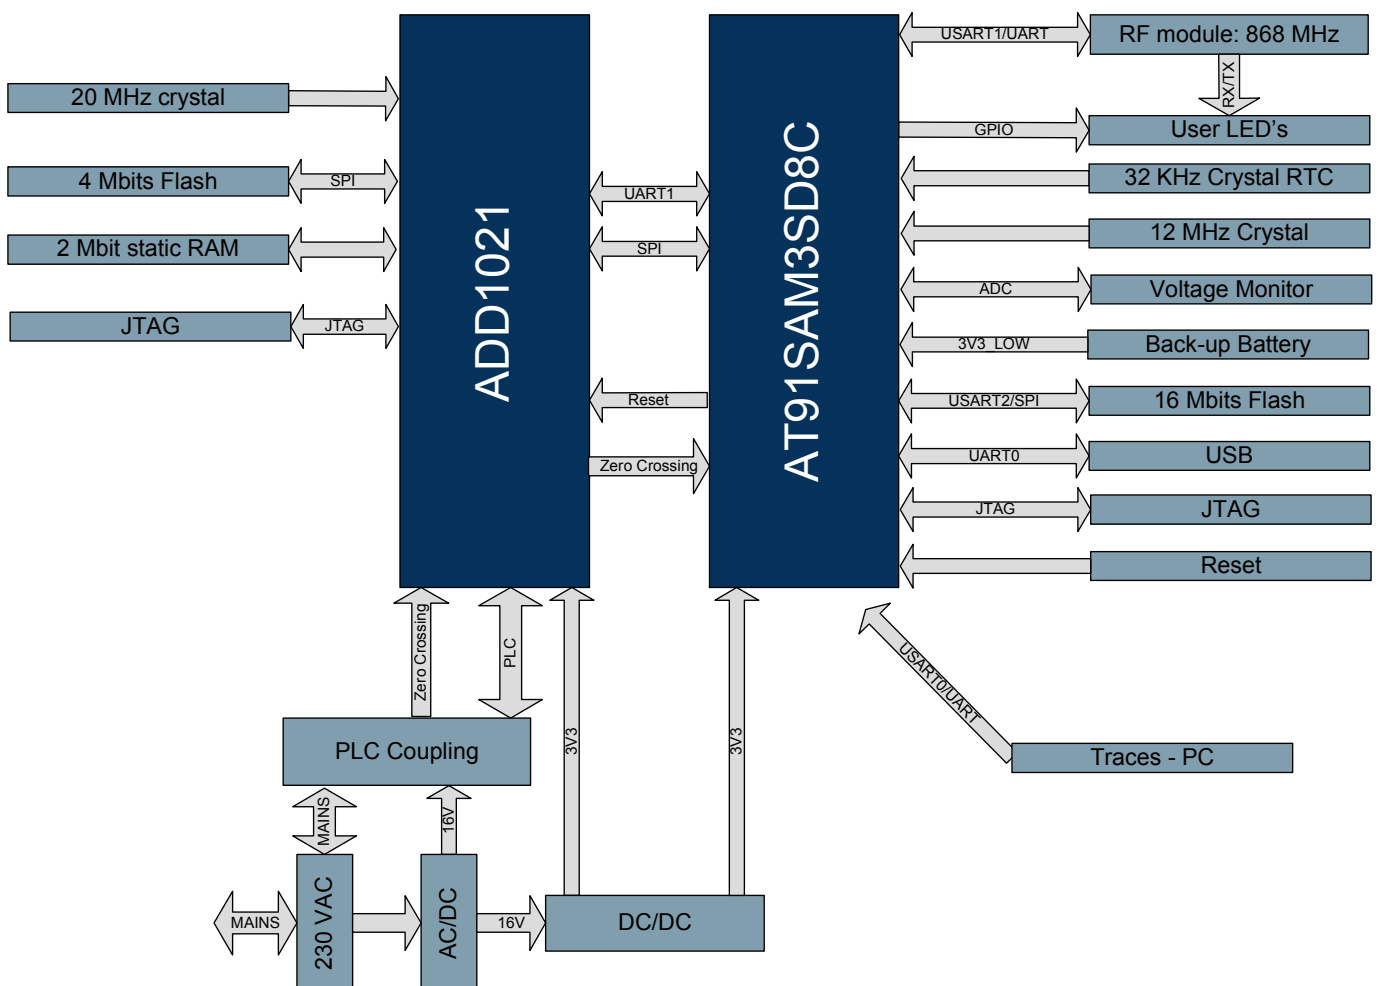 USART1/UART
RF module: 868 MHz
RX/TX
20 MHz crystal
GPIO
User LED's
4 Mbits Flash
SPI
UART1
32 KHz Crystal RTC
2 Mbit static RAM
SPI
12 MHz Crystal
ADD1021
AT91SAM3SD8C
ADC
Voltage Monitor
JTAG
JTAG
3V3_LOW
Back-up Battery
Reset
USART2/SPI
16 Mbits Flash
Zero Crossing
UART0
USB
JTAG
JTAG
Reset
Zero Crossing
PLC
3V3
3V3
USART0/UART
PLC Coupling
Traces - PC
MAINS
16V
MAINS
230 VAC
AC/DC
16V
DC/DC